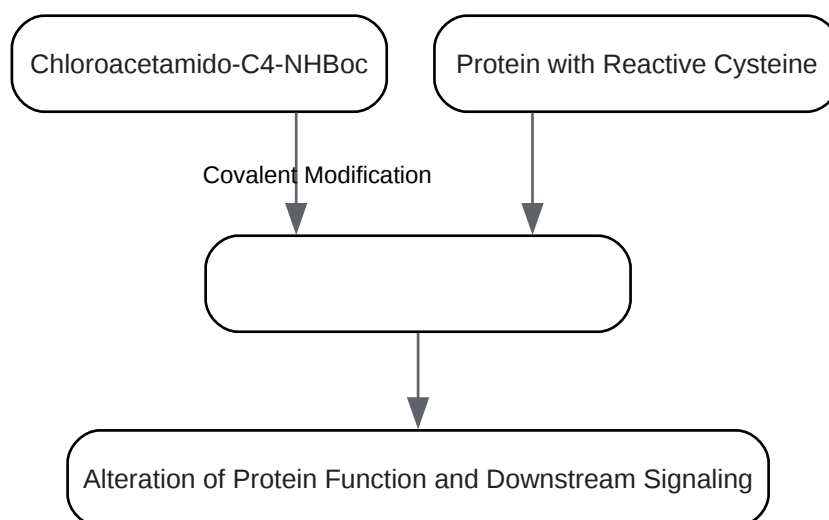 Chloroacetamido-C4-NHBoc
Protein with Reactive Cysteine
Covalent Modification
Alteration of Protein Function and Downstream Signaling